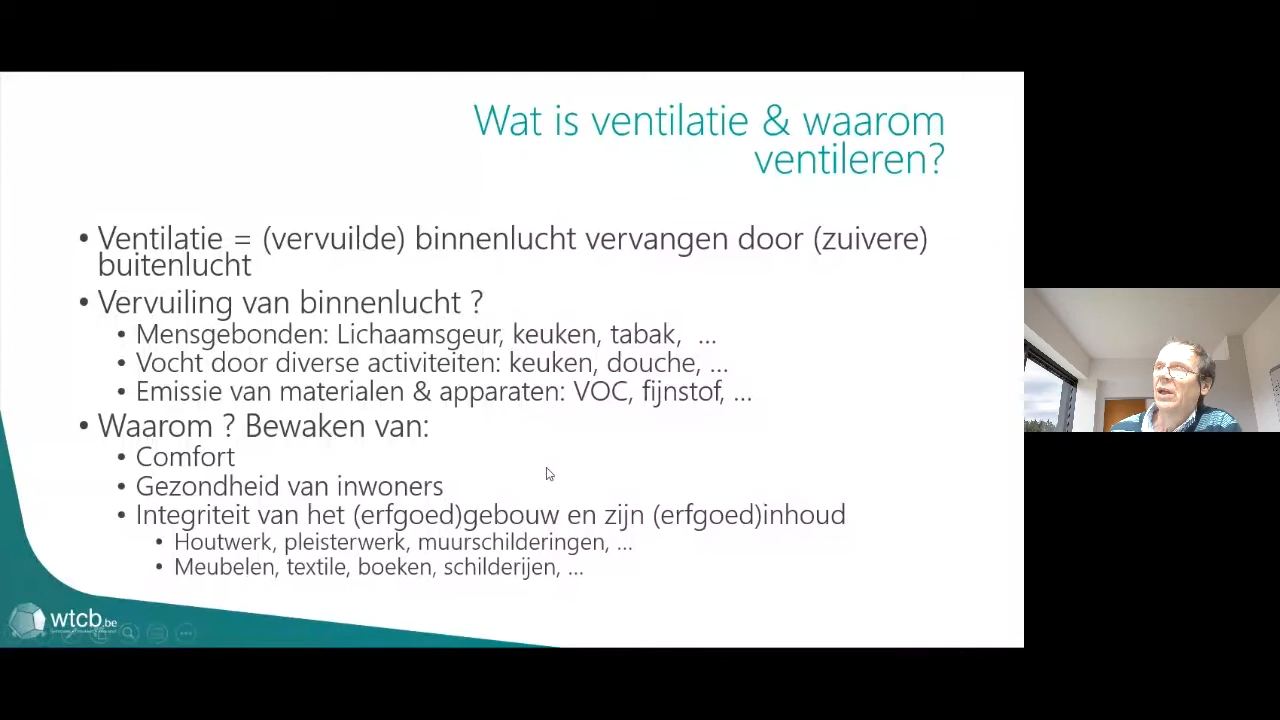 Wat is ventilatie & waarom
ventileren?
• Ventilatie = (vervuilde) binnenlucht vervangen door (zuivere)
buitenlucht
• Vervuiling van binnenlucht ?
• Mensgebonden: Lichaamsgeur, keuken, tabak, ...
• Vocht door diverse activiteiten: keuken, douche, ...
• Emissie van materialen & apparaten: VOC, fijnstof, ...
• Waarom ? Bewaken van:
• Comfort
• Gezondheid van inwoners
• Integriteit van het (erfgoed)gebouw en zijn (erfgoed)inhoud
• Houtwerk, pleisterwerk, muurschilderingen, ...
• Meubelen, textile, boeken, schilderijen, ...
wtcb.be